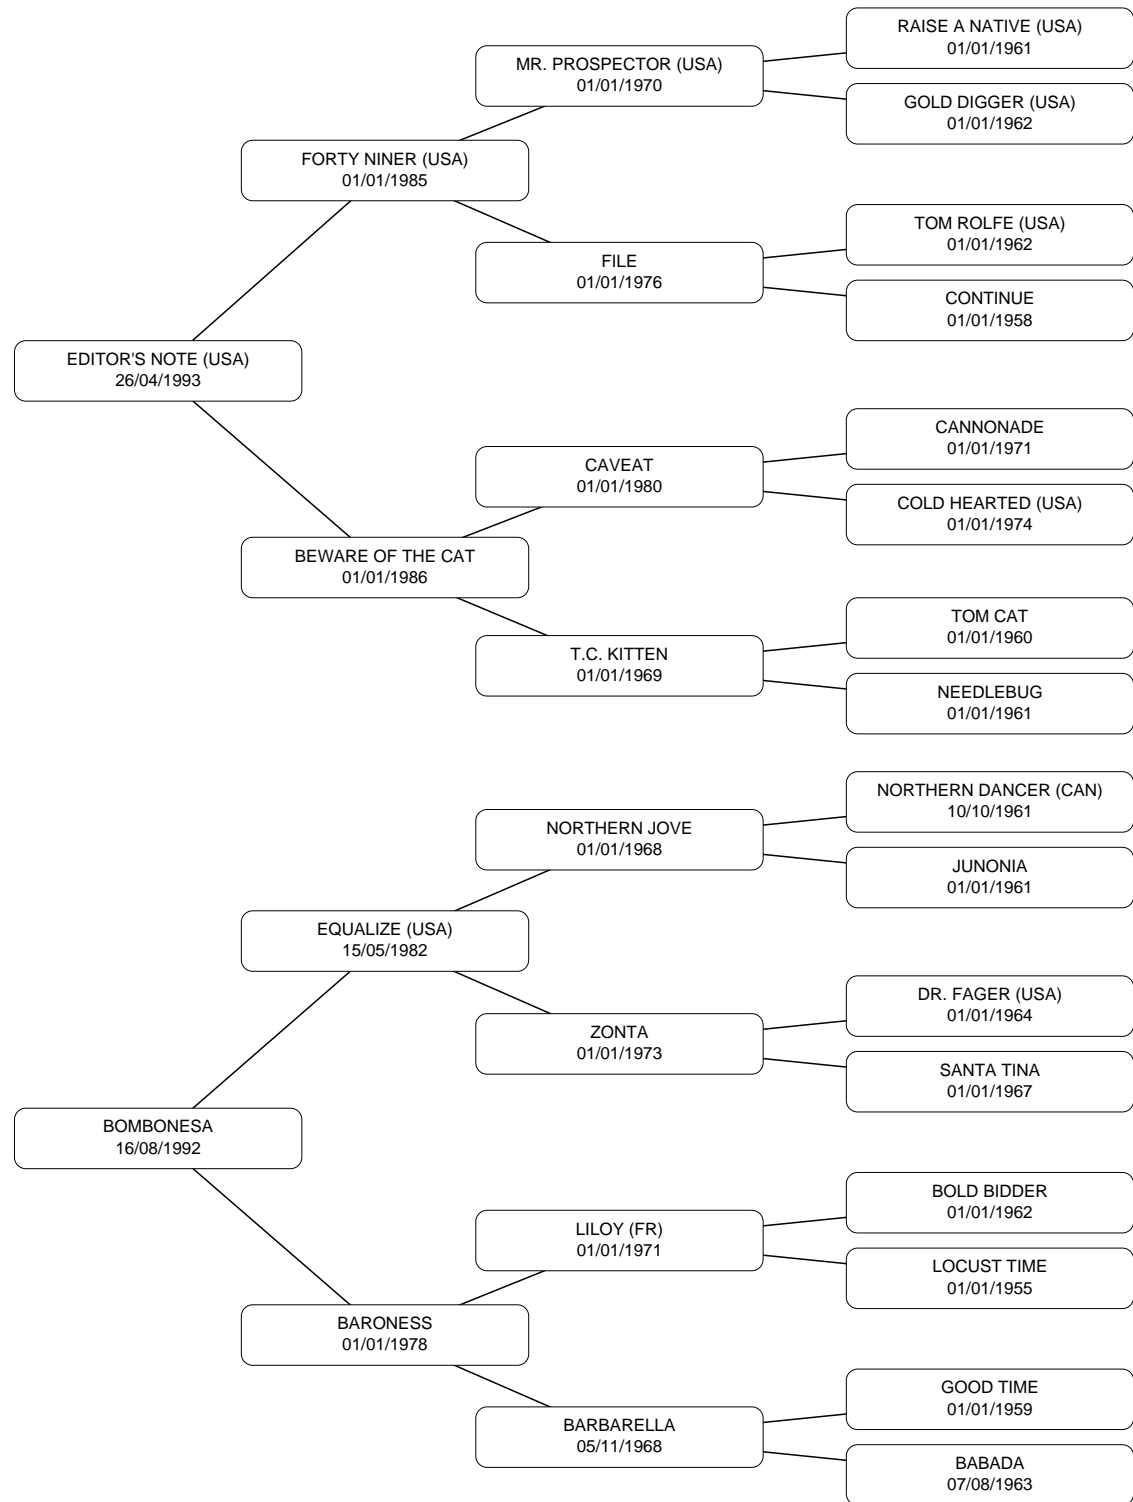 RAISE A NATIVE (USA)
01/01/1961
MR. PROSPECTOR (USA)
01/01/1970
GOLD DIGGER (USA)
01/01/1962
FORTY NINER (USA)
01/01/1985
TOM ROLFE (USA)
01/01/1962
FILE
01/01/1976
CONTINUE
01/01/1958
EDITOR'S NOTE (USA)
26/04/1993
CANNONADE
01/01/1971
CAVEAT
01/01/1980
COLD HEARTED (USA)
01/01/1974
BEWARE OF THE CAT
01/01/1986
TOM CAT
01/01/1960
T.C. KITTEN
01/01/1969
NEEDLEBUG
01/01/1961
NORTHERN DANCER (CAN)
10/10/1961
NORTHERN JOVE
01/01/1968
JUNONIA
01/01/1961
EQUALIZE (USA)
15/05/1982
DR. FAGER (USA)
01/01/1964
ZONTA
01/01/1973
SANTA TINA
01/01/1967
BOMBONESA
16/08/1992
BOLD BIDDER
01/01/1962
LILOY (FR)
01/01/1971
LOCUST TIME
01/01/1955
BARONESS
01/01/1978
GOOD TIME
01/01/1959
BARBARELLA
05/11/1968
BABADA
07/08/1963